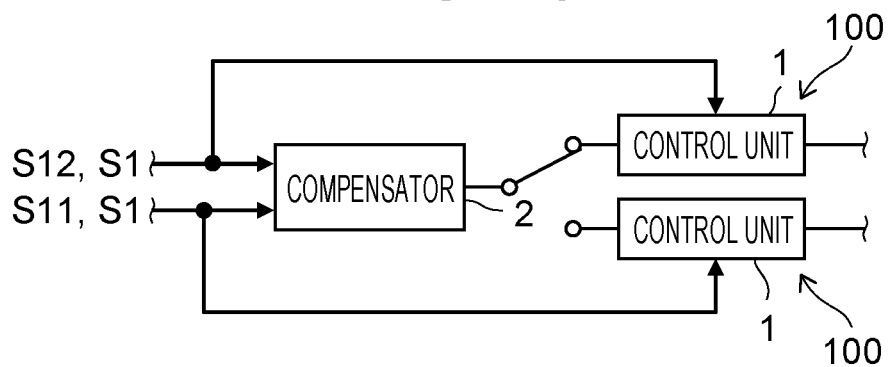 100
1
CONTROL UNIT
S12, S1
COMPENSATOR
S11, S1
2
CONTROL UNIT
1
100